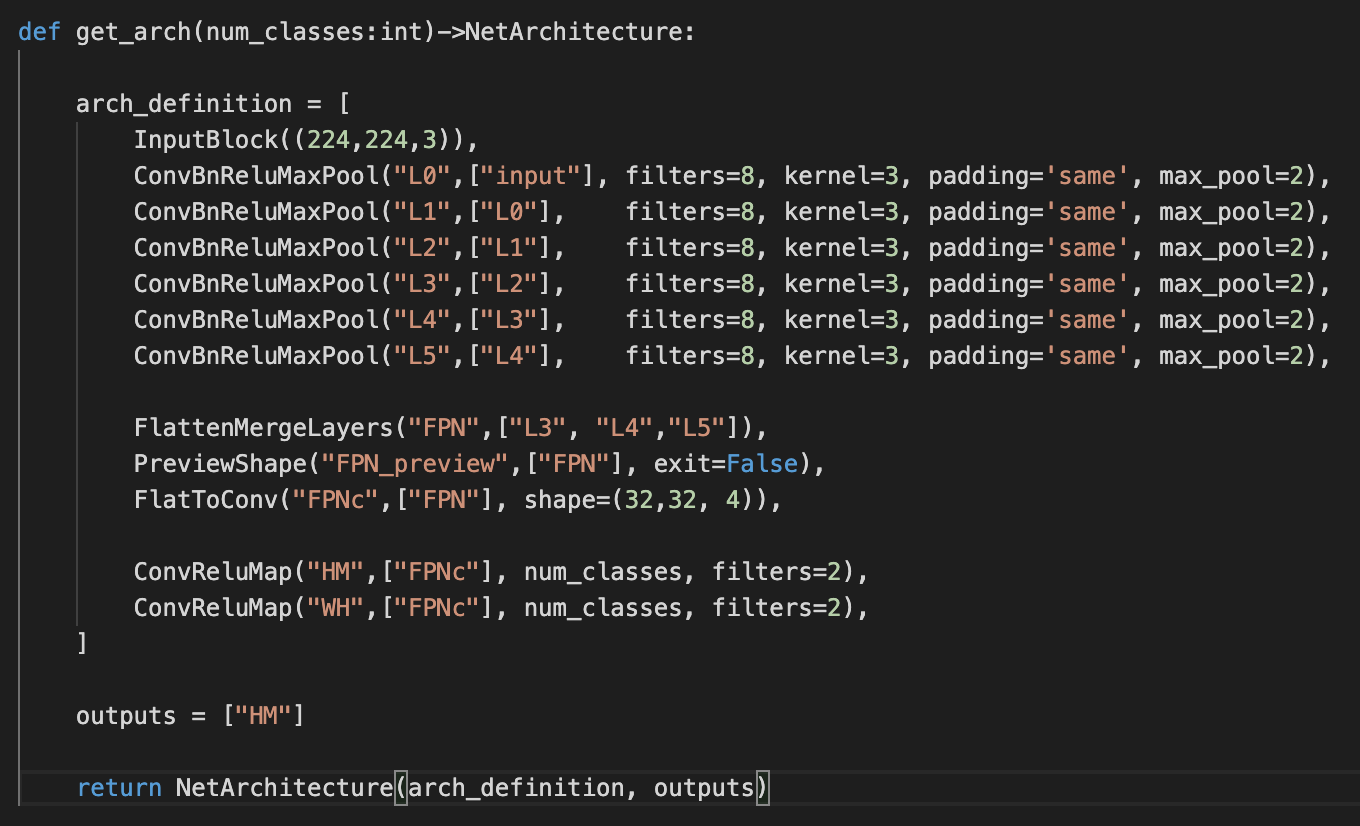 def get_arch(num_classes:int)->NetArchitecture:
    arch_definition = [
        InputBlock((224,224,3)),
        ConvBnReluMaxPool("L0",["input"], filters=8, kernel=3, padding='same', max_pool=2),
        ConvBnReluMaxPool("L1",["L0"],    filters=8, kernel=3, padding='same', max_pool=2),
        ConvBnReluMaxPool("L2",["L1"],    filters=8, kernel=3, padding='same', max_pool=2),
        ConvBnReluMaxPool("L3",["L2"],    filters=8, kernel=3, padding='same', max_pool=2),
        ConvBnReluMaxPool("L4",["L3"],    filters=8, kernel=3, padding='same', max_pool=2),
        ConvBnReluMaxPool("L5",["L4"],    filters=8, kernel=3, padding='same', max_pool=2),
        FlattenMergeLayers("FPN",["L3", "L4","L5"]),
        PreviewShape("FPN_preview",["FPN"], exit=False),
        FlatToConv("FPNc",["FPN"], shape=(32,32, 4)),
        ConvReluMap("HM",["FPNc"], num_classes, filters=2),
        ConvReluMap("WH",["FPNc"], num_classes, filters=2),
    ]
    outputs = ["HM"]
    return NetArchitecture(arch_definition, outputs)